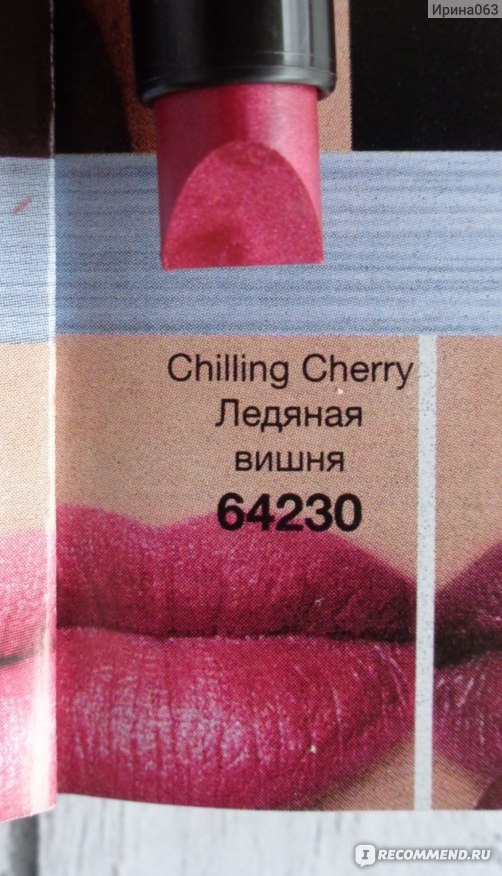 Ирина063
Chilling Cherry
Ледяная
вишня
64230
I RECOMMEND.RU